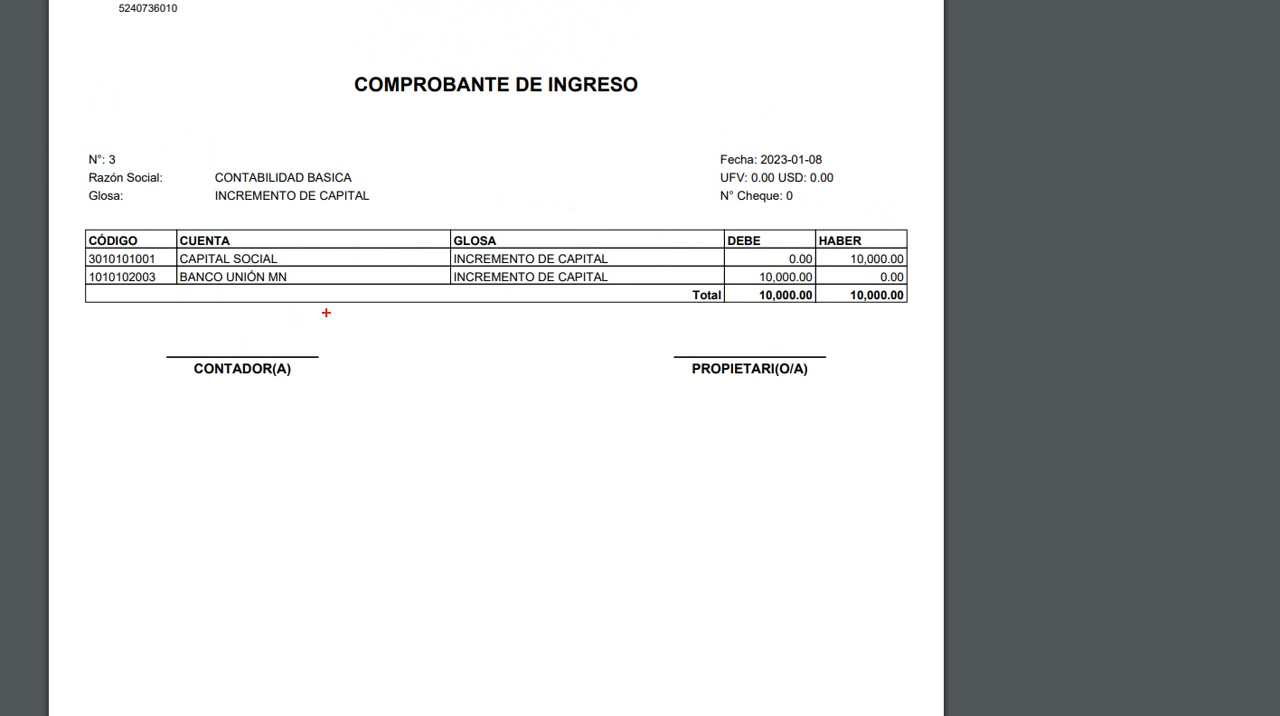 5240736010
COMPROBANTE DE INGRESO
N°: 3 Fecha: 2023-01-08
Razón Social: CONTABILIDAD BASICA UFV: 0.00 USD: 0.00
Glosa: INCREMENTO DE CAPITAL N° Cheque: 0
CÓDIGO CUENTA GLOSA DEBE HABER
3010101001 CAPITAL SOCIAL INCREMENTO DE CAPITAL 0.00 10,000.00
1010102003 BANCO UNIÓN MN INCREMENTO DE CAPITAL 10,000.00 0.00
Total 10,000.00 10,000.00
CONTADOR(A) PROPIETARI(O/A)